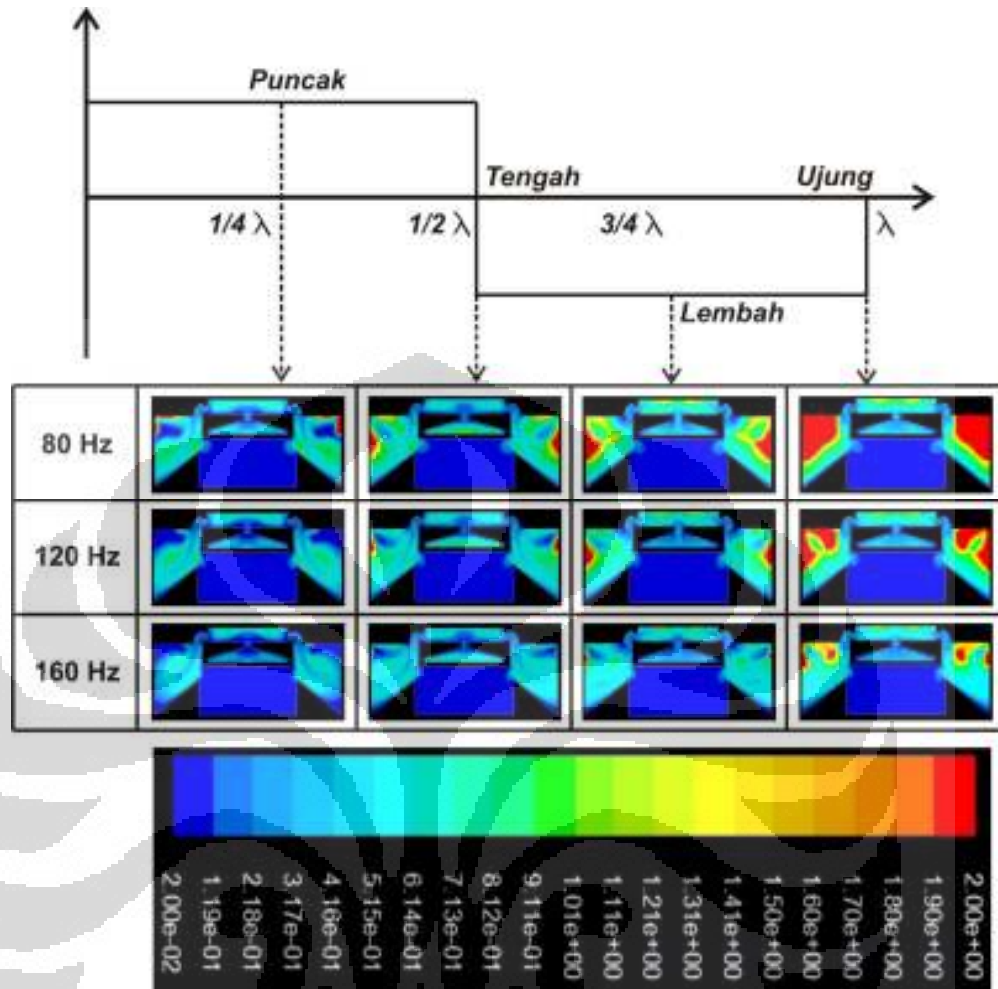 Puncak
Tengah
Ujung
1/4 λ
1/2 λ
3/4 λ
λ
Lembah
80 Hz
120 Hz
160 Hz
2.00e-02
1.19e-01
2.18e-01
3.17e-01
4.16e-01
5.15e-01
6.14e-01
7.13e-01
8.12e-01
9.11e-01
1.01e+00
1.11e+00
1.21e+00
1.31e+00
1.41e+00
1.50e+00
1.60e+00
1.70e+00
1.80e+00
1.90e+00
2.00e+00